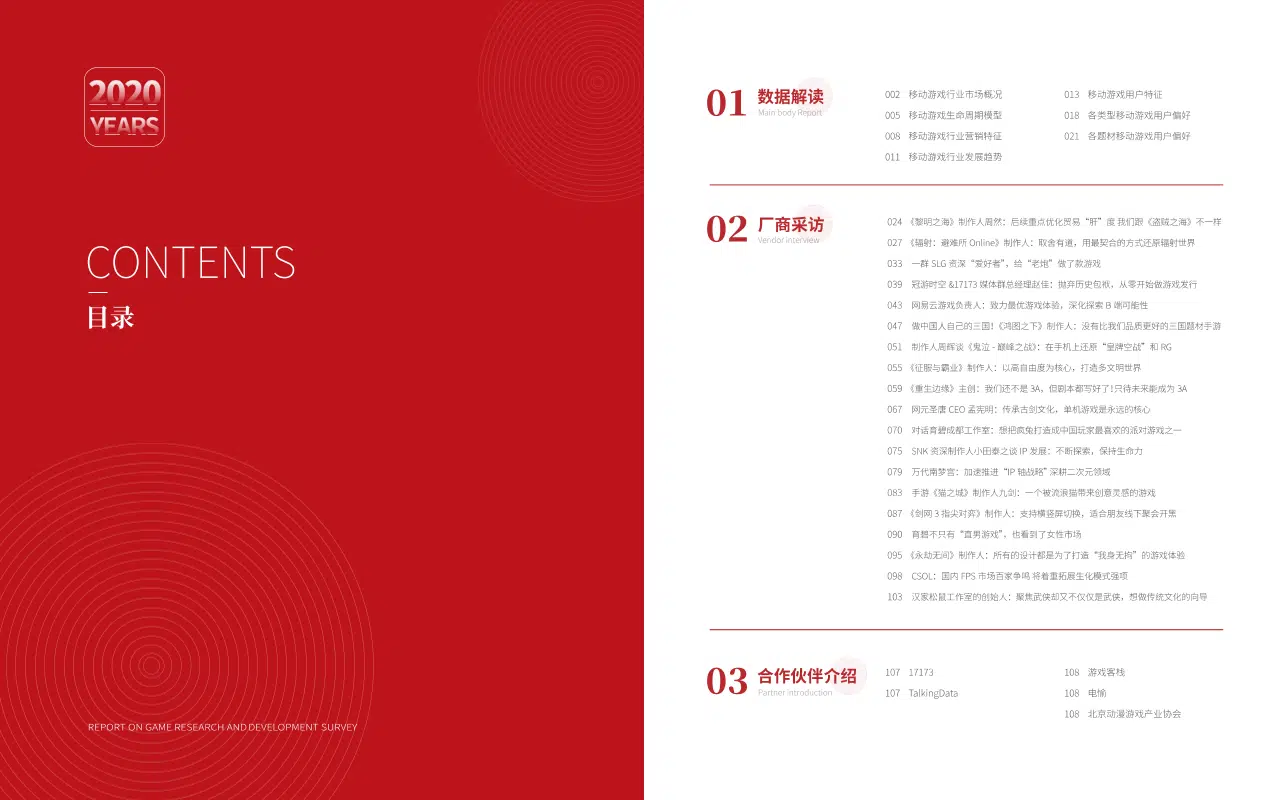 2020
YEARS
CONTENTS
目录
REPORT ON GAME RESEARCH AND DEVELOPMENT SURVEY
01 数据解读
Main body Report
002 移动游戏行业市场概况
005 移动游戏生命周期模型
008 移动游戏行业营销特征
011 移动游戏行业发展趋势
013 移动游戏用户特征
018 各类型移动游戏用户偏好
021 各题材移动游戏用户偏好
02 厂商采访
Vendor interview
024 《黎明之海》制作人周然：后续重点优化贸易“肝”度 我们跟《盗贼之海》不一样
027 《辐射：避难所 Online》制作人：取舍有道，用最契合的方式还原辐射世界
033 一群 SLG 资深“爱好者”，给“老炮”做了款游戏
039 冠游时空 &17173 媒体群总经理赵佳：抛弃历史包袱，从零开始做游戏发行
043 网易云游戏负责人：致力最优游戏体验，深化探索 B 端可能性
047 做中国人自己的三国！《鸿图之下》制作人：没有比我们品质更好的三国题材手游
051 制作人周晖谈《鬼泣 - 巅峰之战》：在手机上还原“皇牌空战”和 RG
055 《征服与霸业》制作人：以高自由度为核心，打造多文明世界
059 《重生边缘》主创：我们还不是 3A，但剧本都写好了！只待未来能成为 3A
067 网元圣唐 CEO 孟宪明：传承古剑文化，单机游戏是永远的核心
070 对话育碧成都工作室：想把疯兔打造成中国玩家最喜欢的派对游戏之一
075 SNK 资深制作人小田泰之谈 IP 发展：不断探索，保持生命力
079 万代南梦宫：加速推进“IP 轴战略”深耕二次元领域
083 手游《猫之城》制作人九剑：一个被流浪猫带来创意灵感的游戏
087 《剑网 3 指尖对弈》制作人：支持横竖屏切换，适合朋友线下聚会开黑
090 育碧不只有“直男游戏”，也看到了女性市场
095 《永劫无间》制作人：所有的设计都是为了打造“我身无拘”的游戏体验
098 CSOL：国内 FPS 市场百家争鸣 将着重拓展生化模式强项
103 汉家松鼠工作室的创始人：聚焦武侠却又不仅仅是武侠，想做传统文化的向导
03 合作伙伴介绍
Partner introduction
107 17173
107 TalkingData
108 游戏客栈
108 电愉
108 北京动漫游戏产业协会